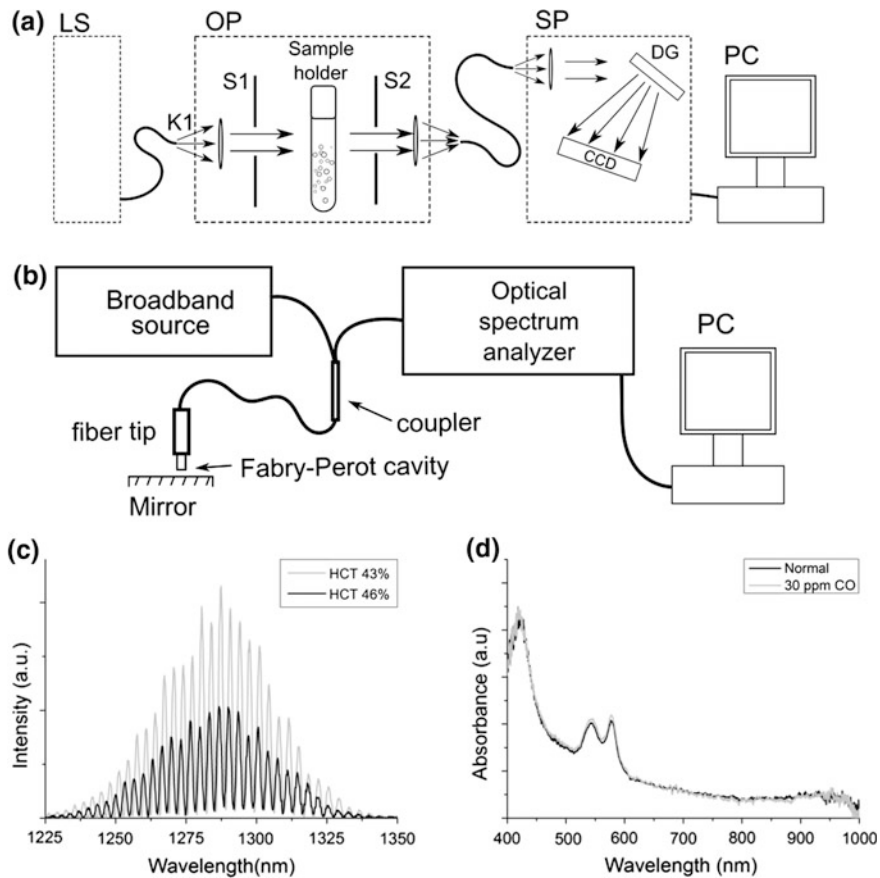 (a)
LS
OP
SP
PC
Sample
holder
S1
S2
K1
DG
CCD
(b)
Broadband
source
Optical
spectrum
analyzer
PC
coupler
fiber tip
Fabry-Perot cavity
Mirror
(c)
HCT 43%
HCT 46%
Intensity (a.u.)
1225 1250 1275 1300 1325 1350
Wavelength(nm)
(d)
Normal
30 ppm CO
Absorbance (a.u)
400 500 600 700 800 900 1000
Wavelength (nm)